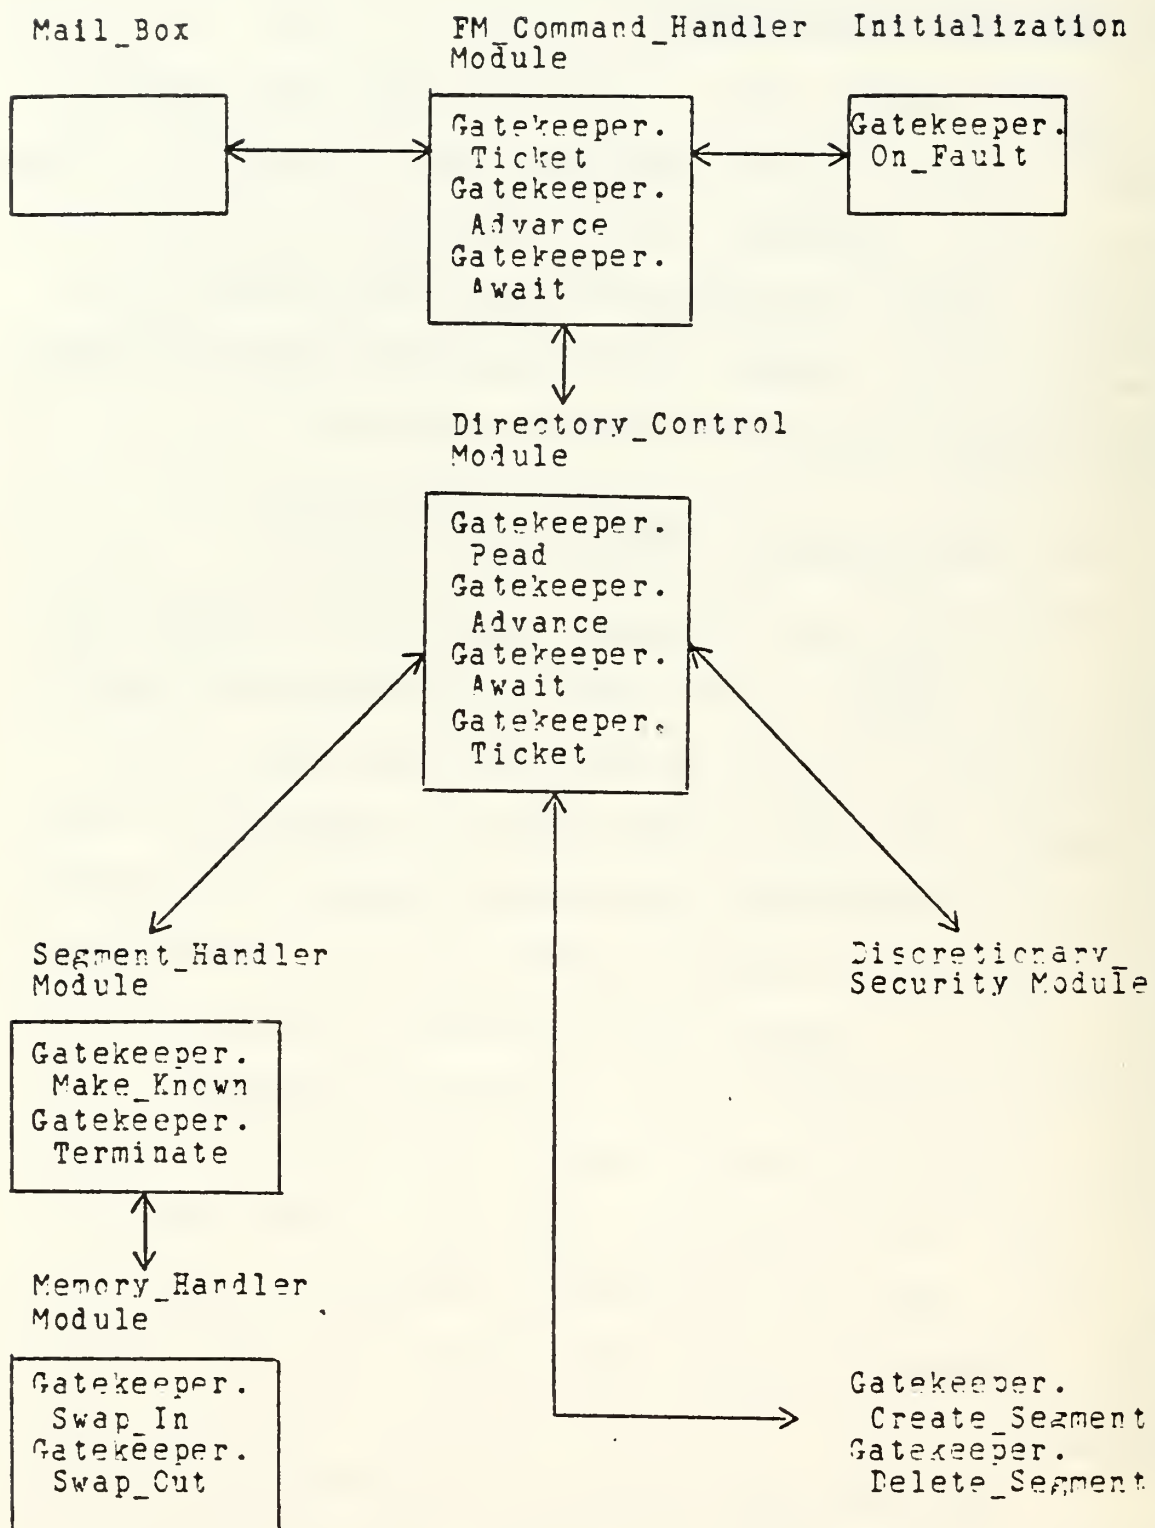 Mail_Box
FM_Command_Handler
Module
Initialization
Gatekeeper.
Ticket
Gatekeeper.
Advance
Gatekeeper.
Await
Gatekeeper.
On_Fault
Directory_Control
Module
Gatekeeper.
Read
Gatekeeper.
Advance
Gatekeeper.
Await
Gatekeeper.
Ticket
Segment_Handler
Module
Discretionary_
Security Module
Gatekeeper.
Make_Known
Gatekeeper.
Terminate
Memory_Handler
Module
Gatekeeper.
Swap_In
Gatekeeper.
Swap_Out
Gatekeeper.
Create_Segment
Gatekeeper.
Delete_Segment